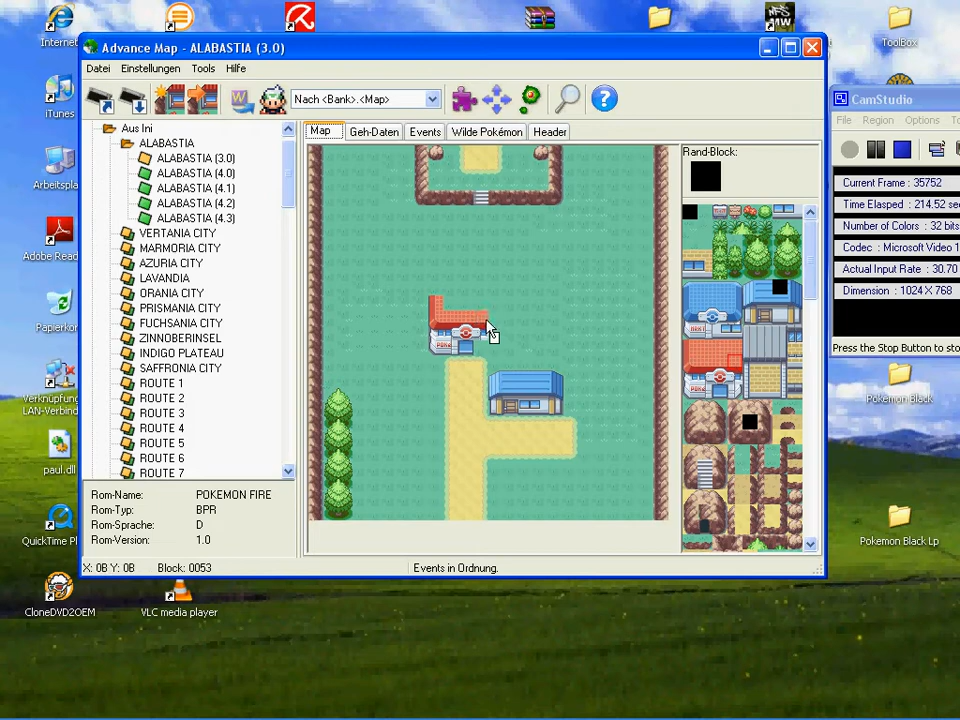 Internet
ToolBox
Advance Map - ALABASTIA (3.0)
Datei Einstellungen Tools Hilfe
Nach <Bank>.<Map>
Map Geh-Daten Events Wilde Pokémon Header
Aus Ini
ALABASTIA
ALABASTIA (3.0)
ALABASTIA (4.0)
ALABASTIA (4.1)
ALABASTIA (4.2)
ALABASTIA (4.3)
VERTANIA CITY
MARMORIA CITY
AZURIA CITY
LAVANDIA
ORANIA CITY
PRISMANIA CITY
FUCHSANIA CITY
ZINNOBERINSEL
INDIGO PLATEAU
SAFFRONIA CITY
ROUTE 1
ROUTE 2
ROUTE 3
ROUTE 4
ROUTE 5
ROUTE 6
ROUTE 7
Rand-Block:
Rom-Name: POKEMON FIRE
Rom-Typ: BPR
Rom-Sprache: D
Rom-Version: 1.0
X: 0B Y: 0B Block: 0053
Events in Ordnung.
CamStudio
File Region Options
Current Frame : 35752
Time Elasped : 214.52 sec
Number of Colors : 32 bits
Codec : Microsoft Video 1
Actual Input Rate : 30.70
Dimension : 1024 X 768
Press the Stop Button to sto
iTunes
Arbeitspla
Adobe Read
Papierkor
Verknüpfung
LAN-Verbind
paul.dll
QuickTime Pl
CloneDVD2OEM
VLC media player
Pokemon Black
Pokemon Black Lp